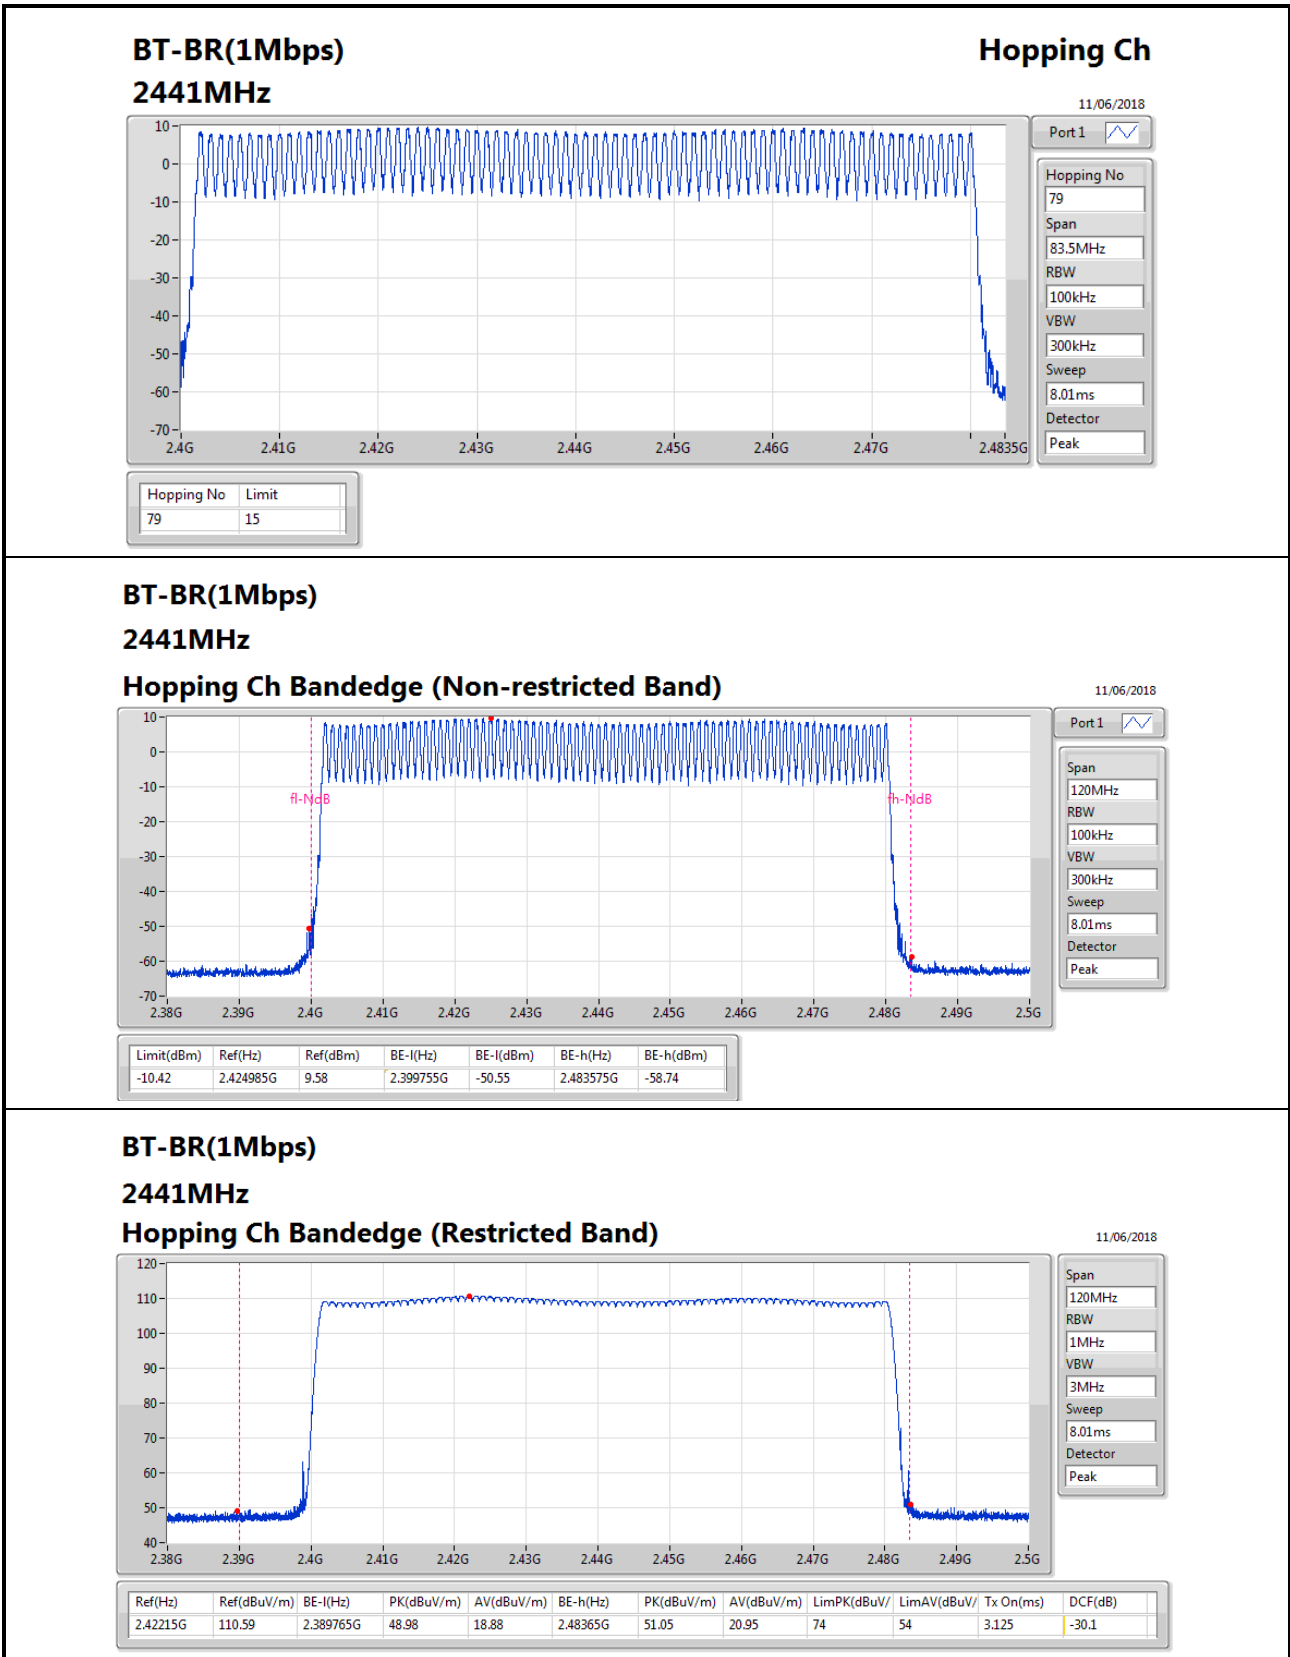 BT-BR(1Mbps) Hopping Ch
2441MHz
11/06/2018
Port 1
10
0
-10
-20
-30
-40
-50
-60
-70
2.4G 2.41G 2.42G 2.43G 2.44G 2.45G 2.46G 2.47G 2.4835G
Hopping No
79
Span
83.5MHz
RBW
100kHz
VBW
300kHz
Sweep
8.01ms
Detector
Peak
Hopping No Limit
79 15
BT-BR(1Mbps)
2441MHz
Hopping Ch Bandedge (Non-restricted Band)
11/06/2018
Port 1
10
0
-10
fl-NdB fh-NdB
-20
-30
-40
-50
-60
-70
2.38G 2.39G 2.4G 2.41G 2.42G 2.43G 2.44G 2.45G 2.46G 2.47G 2.48G 2.49G 2.5G
Span
120MHz
RBW
100kHz
VBW
300kHz
Sweep
8.01ms
Detector
Peak
Limit(dBm) Ref(Hz) Ref(dBm) BE-l(Hz) BE-l(dBm) BE-h(Hz) BE-h(dBm)
-10.42 2.424985G 9.58 2.399755G -50.55 2.483575G -58.74
BT-BR(1Mbps)
2441MHz
Hopping Ch Bandedge (Restricted Band)
11/06/2018
120
110
100
90
80
70
60
50
40
2.38G 2.39G 2.4G 2.41G 2.42G 2.43G 2.44G 2.45G 2.46G 2.47G 2.48G 2.49G 2.5G
Span
120MHz
RBW
1MHz
VBW
3MHz
Sweep
8.01ms
Detector
Peak
Ref(Hz) Ref(dBuV/m) BE-l(Hz) PK(dBuV/m) AV(dBuV/m) BE-h(Hz) PK(dBuV/m) AV(dBuV/m) LimPK(dBuV/ LimAV(dBuV/ Tx On(ms) DCF(dB)
2.42215G 110.59 2.389765G 48.98 18.88 2.48365G 51.05 20.95 74 54 3.125 -30.1